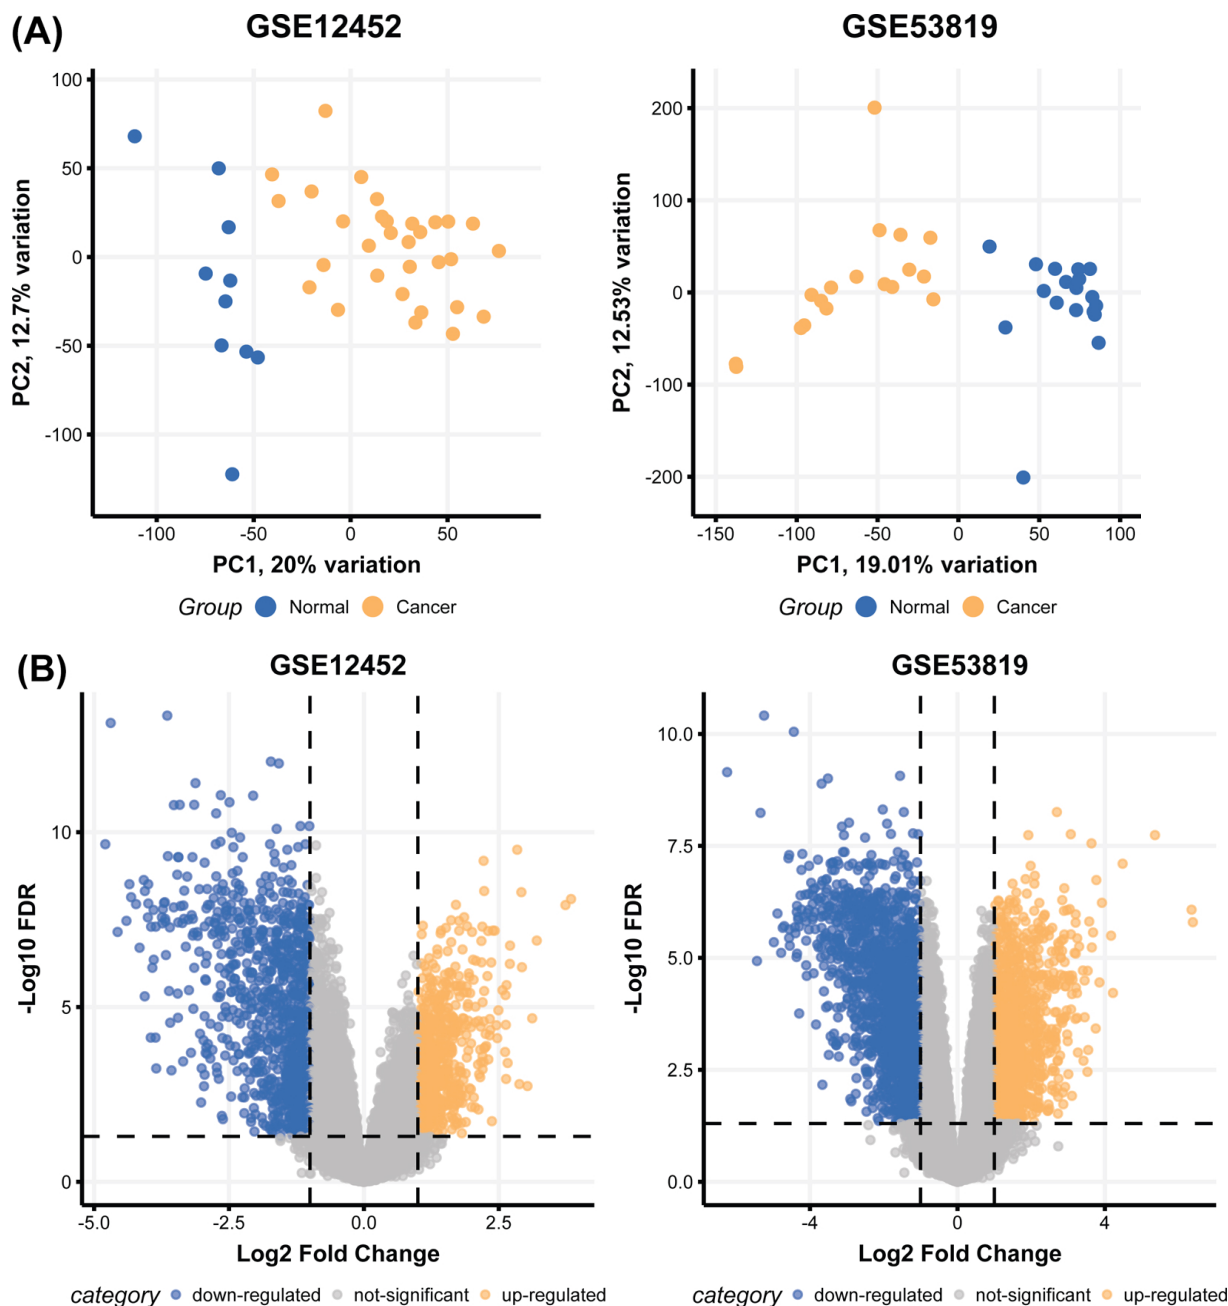 (A)
GSE12452
GSE53819
100
50
0
-50
-100
PC2, 12.7% variation
-100
-50
0
50
PC1, 20% variation
Group Normal Cancer
200
100
0
-100
-200
PC2, 12.53% variation
-150
-100
-50
0
50
100
PC1, 19.01% variation
Group Normal Cancer
(B)
GSE12452
GSE53819
10
5
0
-Log10 FDR
-5.0
-2.5
0.0
2.5
Log2 Fold Change
category down-regulated not-significant up-regulated
10.0
7.5
5.0
2.5
0.0
-Log10 FDR
-4
0
4
Log2 Fold Change
category down-regulated not-significant up-regulated